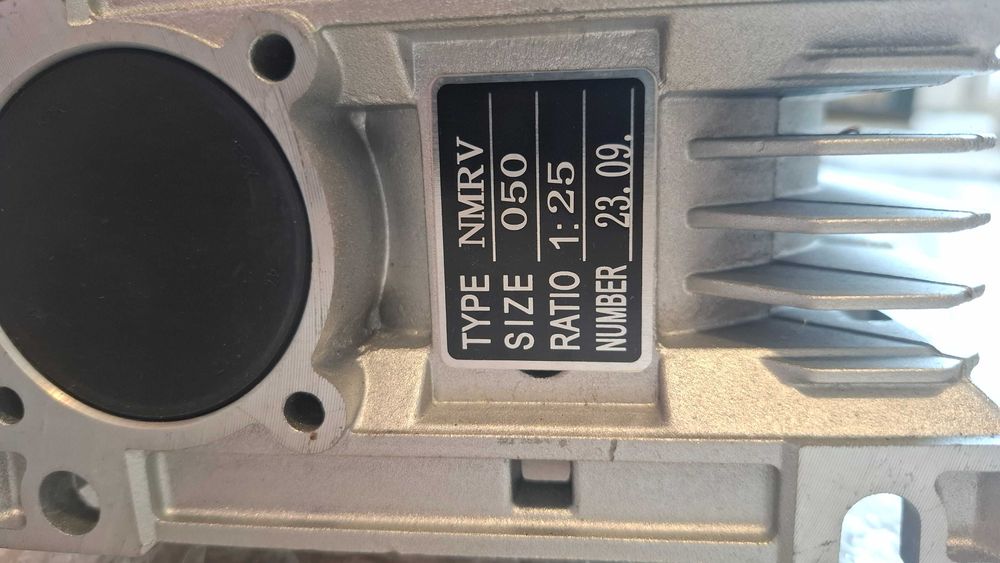 TYPE NMRV
SIZE 050
RATIO 1:25
NUMBER 23.09.